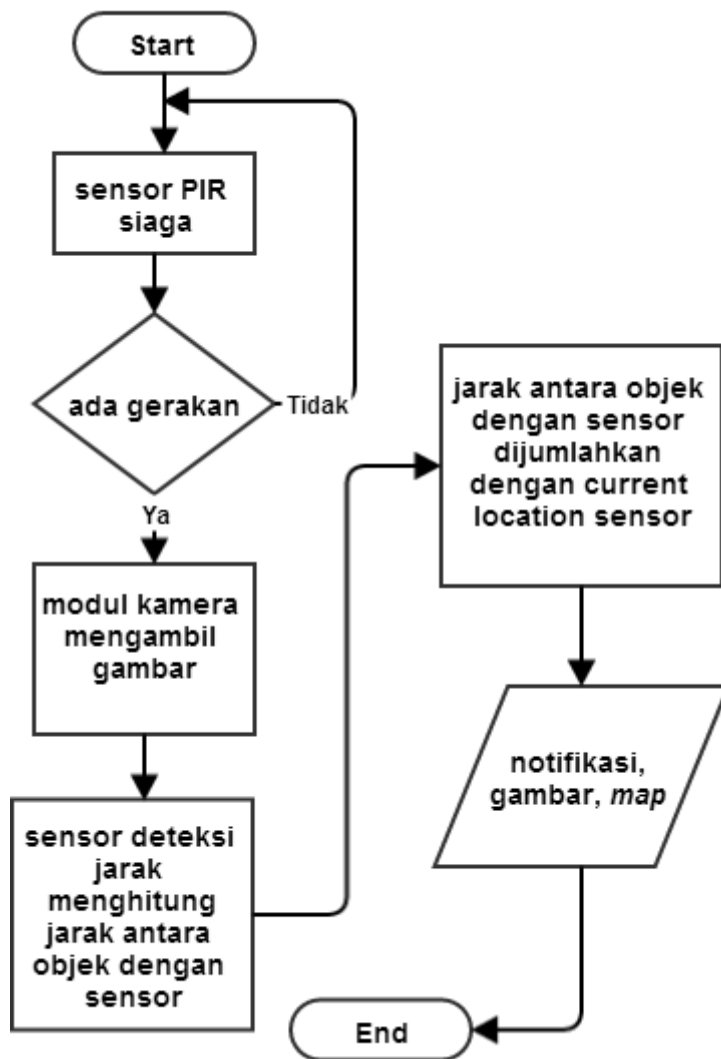 Start
sensor PIR
siaga
ada gerakan
Tidak
Ya
modul kamera
mengambil
gambar
sensor deteksi
jarak
menghitung
jarak antara
objek dengan
sensor
jarak antara objek
dengan sensor
dijumlahkan
dengan current
location sensor
notifikasi,
gambar, map
End